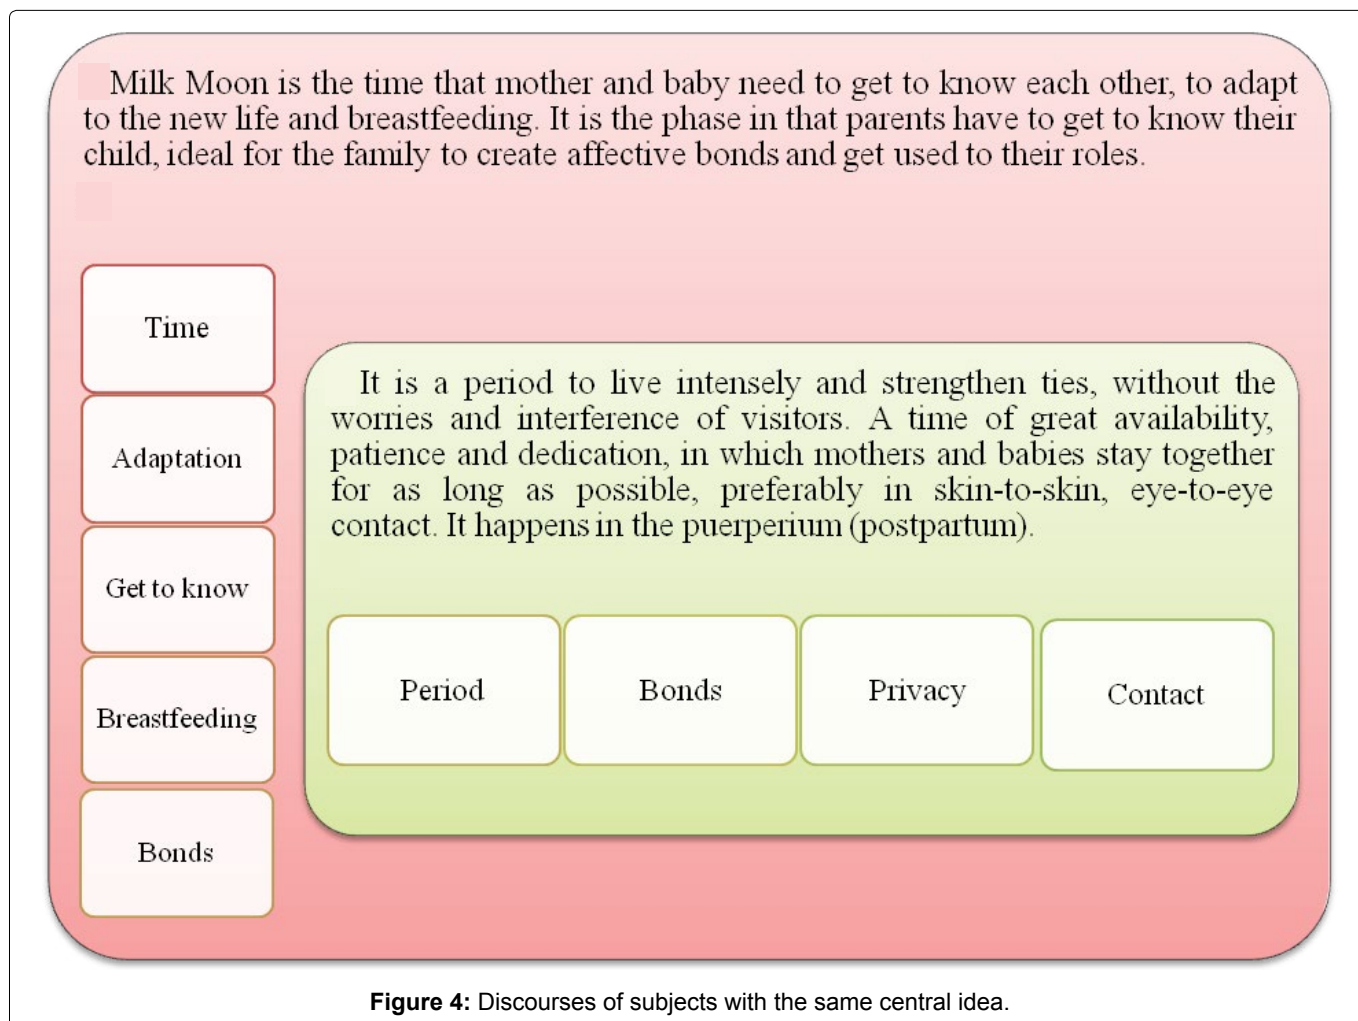 Milk Moon is the time that mother and baby need to get to know each other, to adapt
to the new life and breastfeeding. It is the phase in that parents have to get to know their
child, ideal for the family to create affective bonds and get used to their roles.
Time
Adaptation
Get to know
Breastfeeding
Bonds
It is a period to live intensely and strengthen ties, without the
worries and interference of visitors. A time of great availability,
patience and dedication, in which mothers and babies stay together
for as long as possible, preferably in skin-to-skin, eye-to-eye
contact. It happens in the puerperium (postpartum).
Period
Bonds
Privacy
Contact
Figure 4: Discourses of subjects with the same central idea.